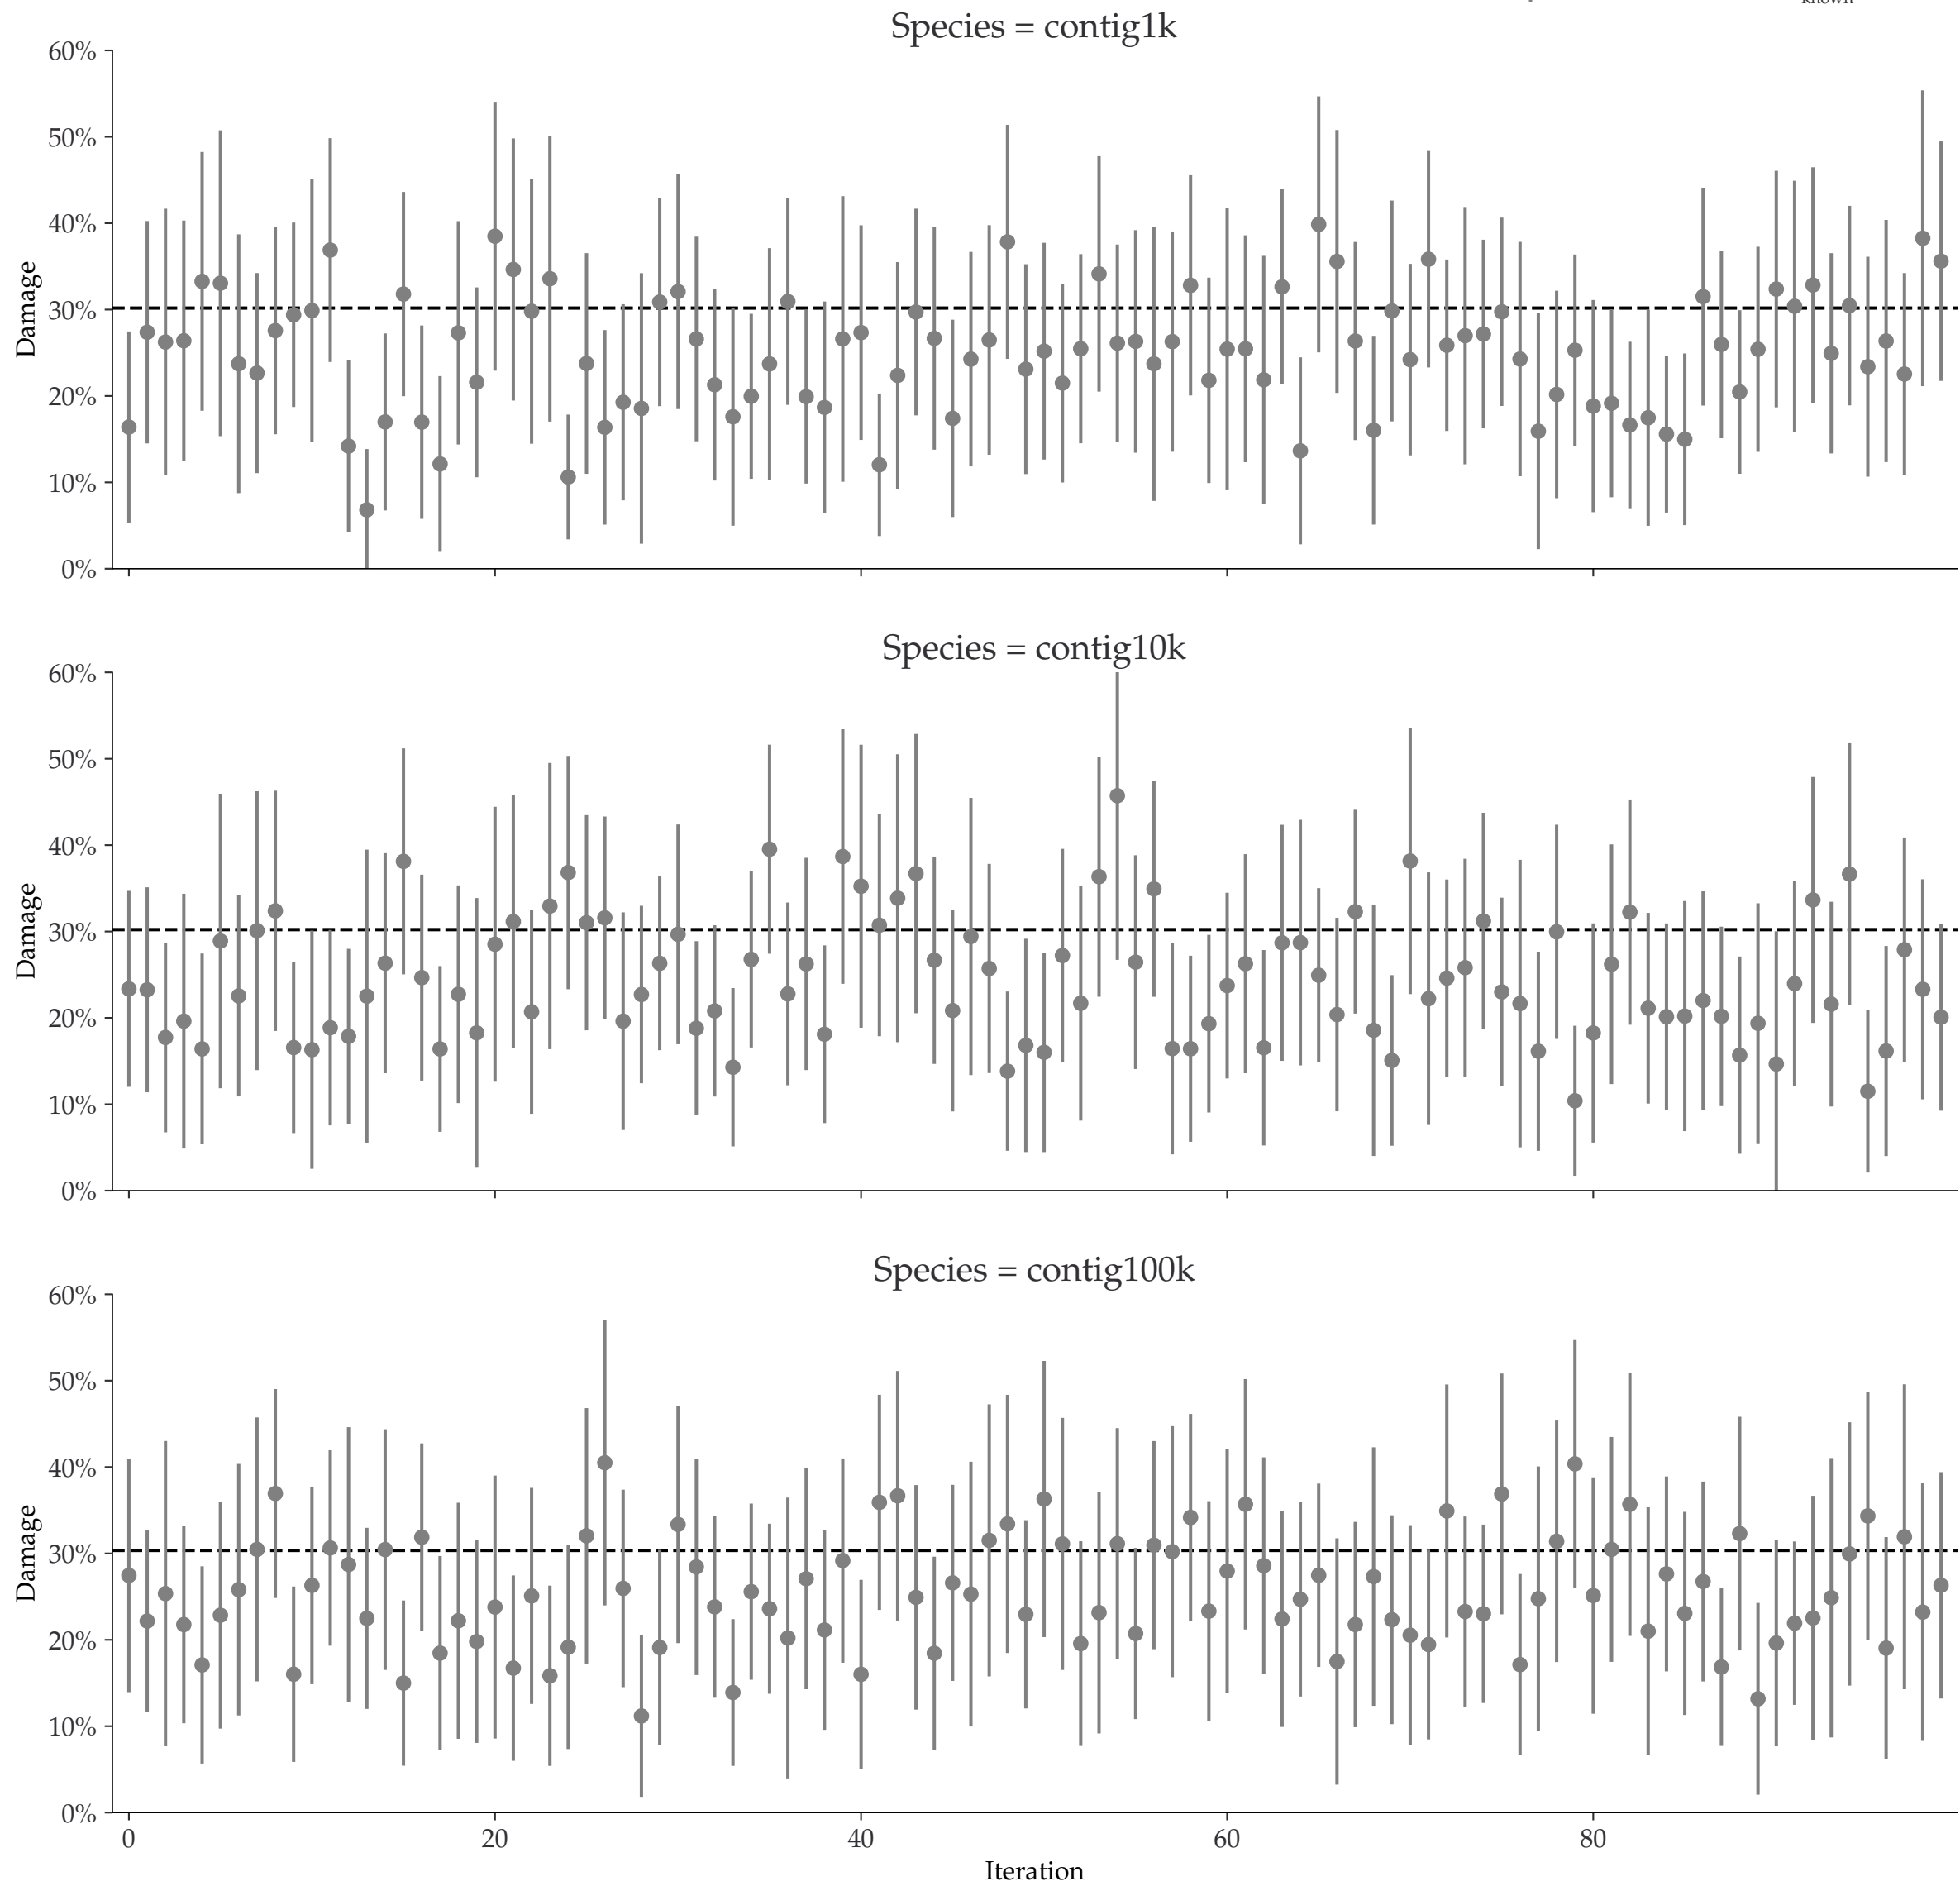 known
Species = contig1k
60%
50%
40%
30%
20%
10%
0%
Damage
Species = contig10k
60%
50%
40%
30%
20%
10%
0%
Damage
Species = contig100k
60%
50%
40%
30%
20%
10%
0%
Damage
0 20 40 60 80
Iteration